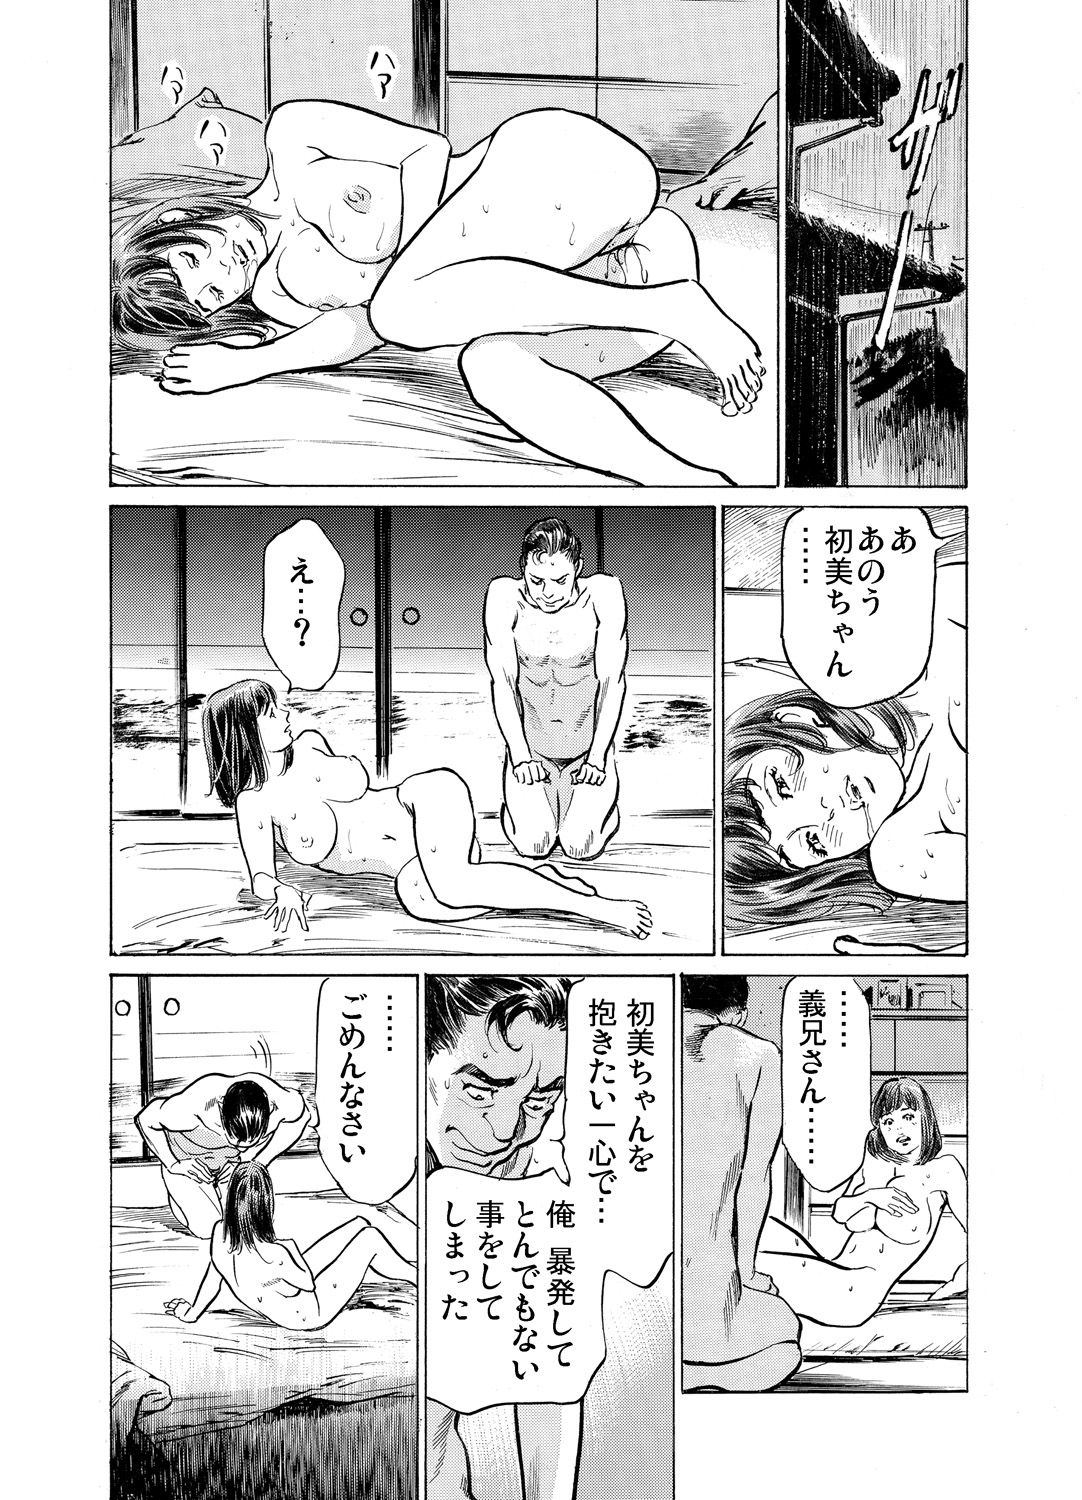 ザー
ハァ
ハァ
ハァ
あ
あのう
初美ちゃん
……
え…?
……
義兄さん……
初美ちゃんを
抱きたい一心で…
俺 暴発して
とんでもない
事をして
しまった
……
ごめんなさい